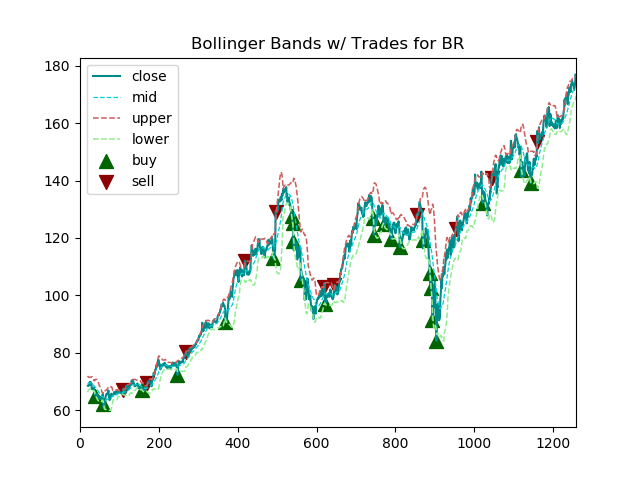 Bollinger Bands w/ Trades for BR
180
160
140
120
100
80
60
0 200 400 600 800 1000 1200
close
mid
upper
lower
buy
sell